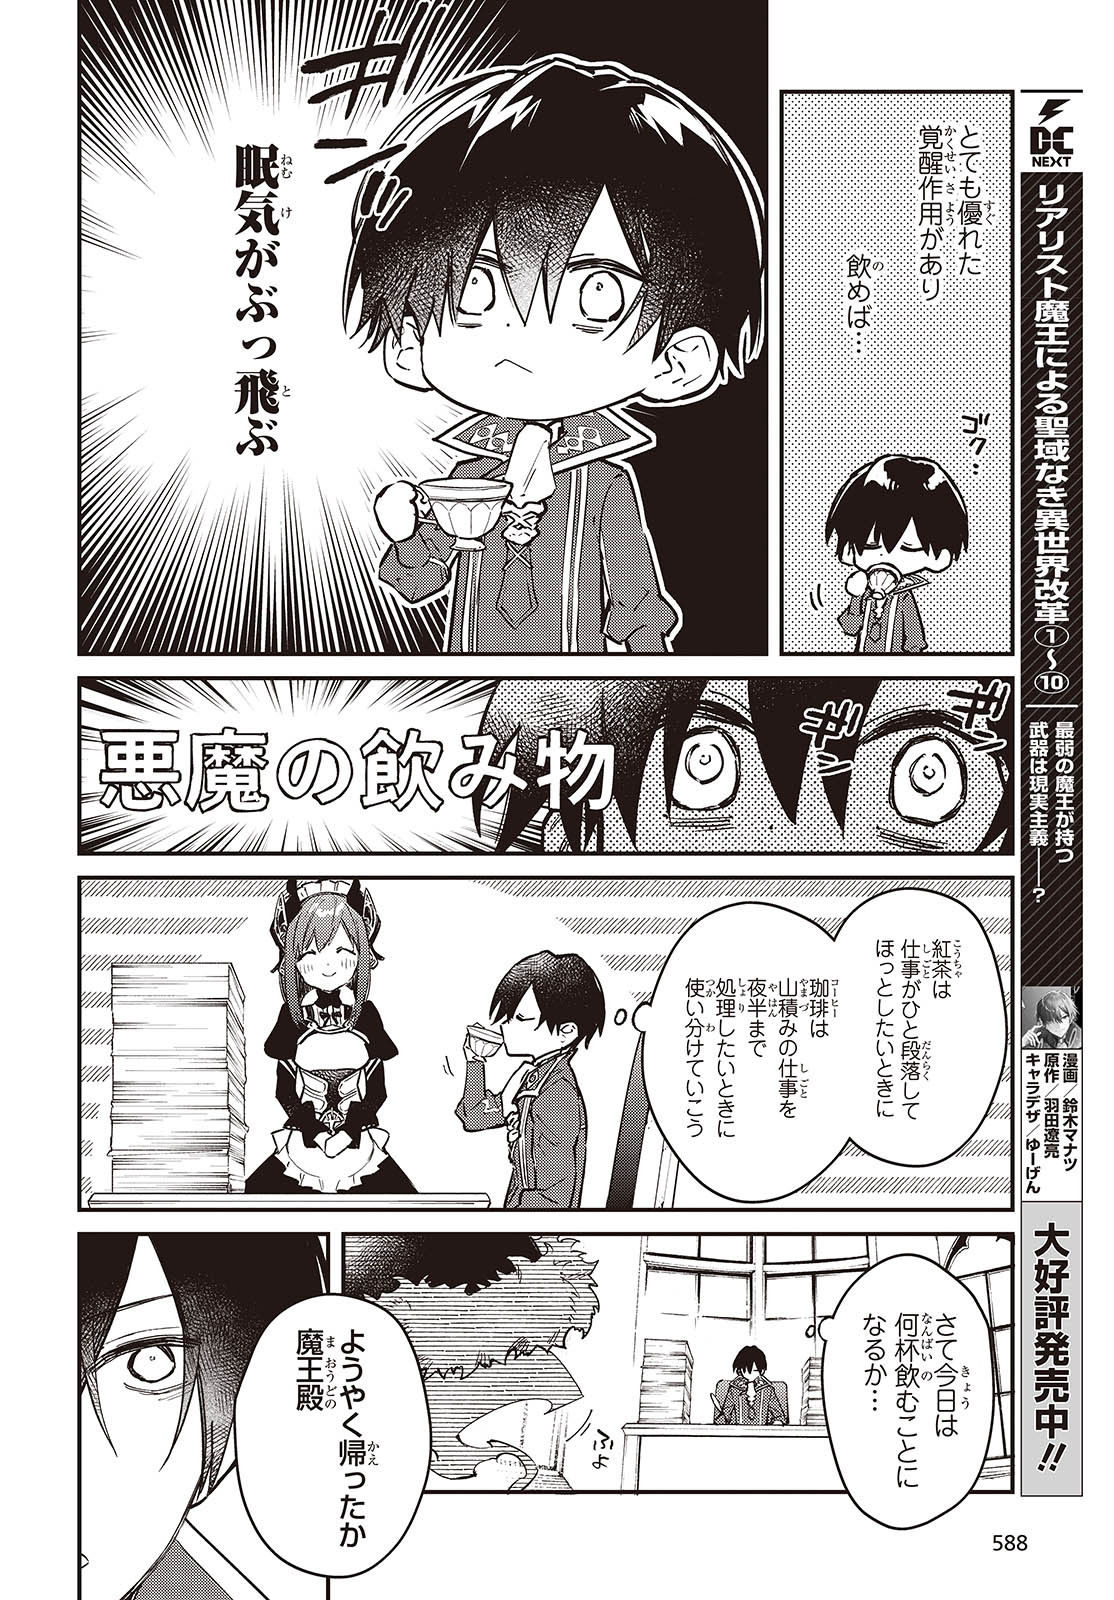 とても優れた
覚醒作用があり
飲めば…
ゴク…
ギン
眠気がぶっ飛ぶ
ギン
ギン
悪魔の飲み物
紅茶は
仕事がひと段落して
ほっとしたいときに
珈琲は
山積みの仕事を
夜半まで
処理したいときに
使い分けていこう
さて今日は
何杯飲むことに
なるか…
ふよ
ようやく帰ったか
魔王殿
DC
NEXT
リアリスト魔王による聖域なき異世界改革①〜⑩
最弱の魔王が持つ
武器は現実主義──?
漫画/鈴木マナツ
原作/羽田遼亮
キャラデザ/ゆーげん
大好評発売中!!
588